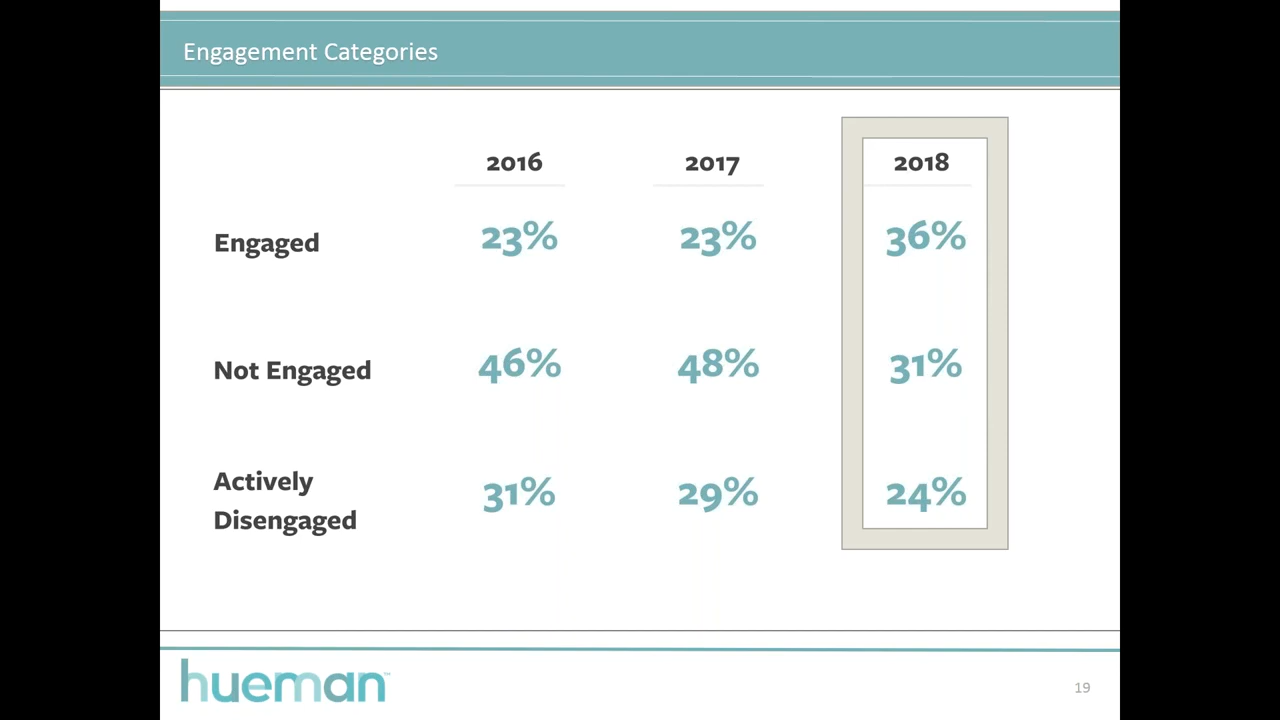 Engagement Categories
2016 2017 2018
Engaged 23% 23% 36%
Not Engaged 46% 48% 31%
Actively
Disengaged 31% 29% 24%
hueman™
19